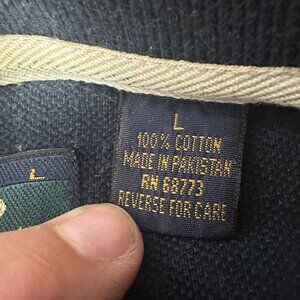 L
100% COTTON
MADE IN PAKISTAN
RN 68773
REVERSE FOR CARE
L